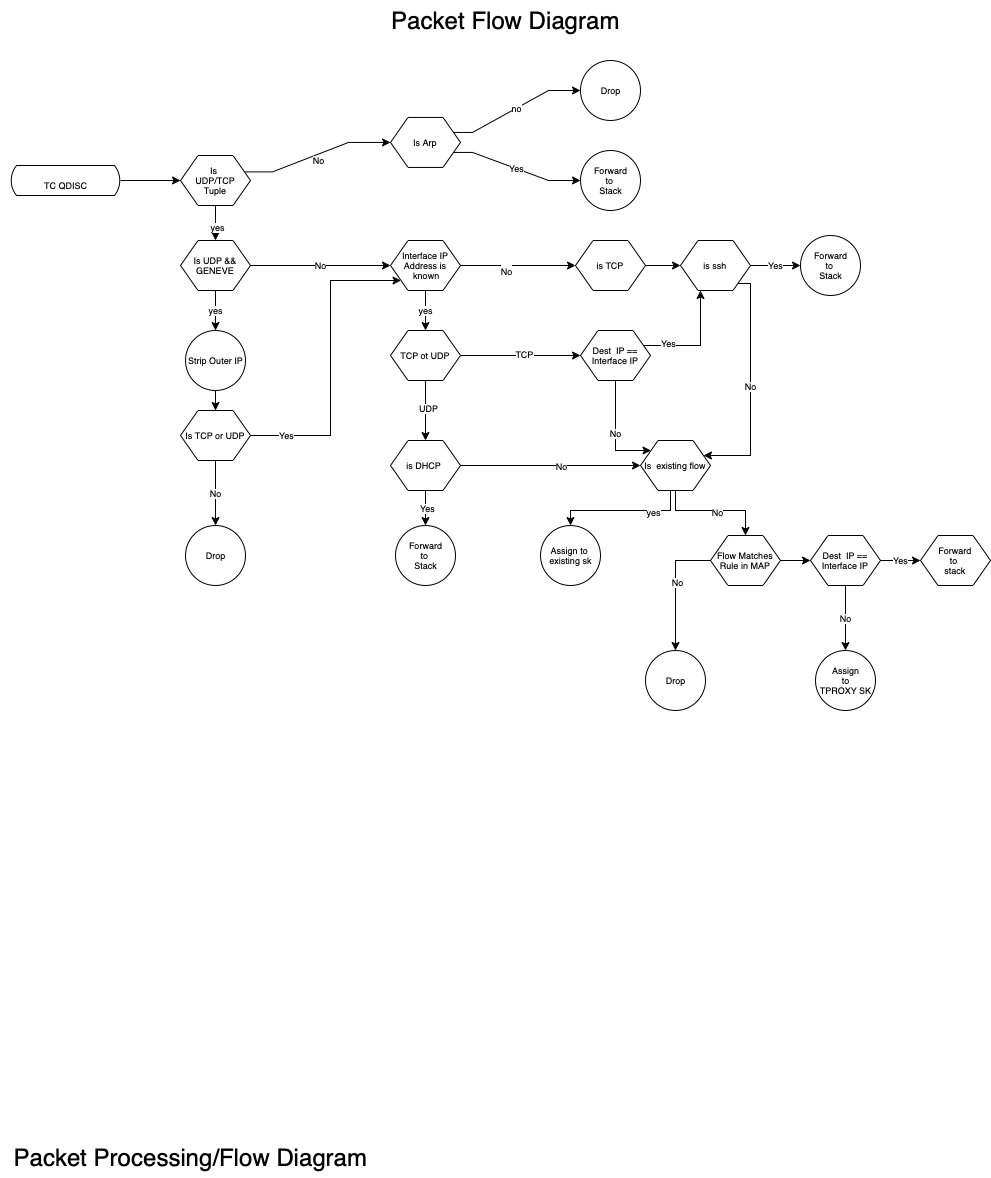 Packet Flow Diagram
Drop
no
Is Arp
No
Yes
Forward
to
Stack
TC QDISC
Is
UDP/TCP
Tuple
yes
Is UDP &&
GENEVE
No
Interface IP
Address is
known
No
is TCP
is ssh
Yes
Forward
to
Stack
yes
yes
Strip Outer IP
TCP ot UDP
TCP
Dest IP ==
Interface IP
Yes
No
UDP
Is TCP or UDP
Yes
No
is DHCP
No
Is existing flow
No
Yes
yes
No
Drop
Forward
to
Stack
Assign to
existing sk
Flow Matches
Rule in MAP
Dest IP ==
Interface IP
Yes
Forward
to
stack
No
No
Drop
Assign
to
TPROXY SK
Packet Processing/Flow Diagram